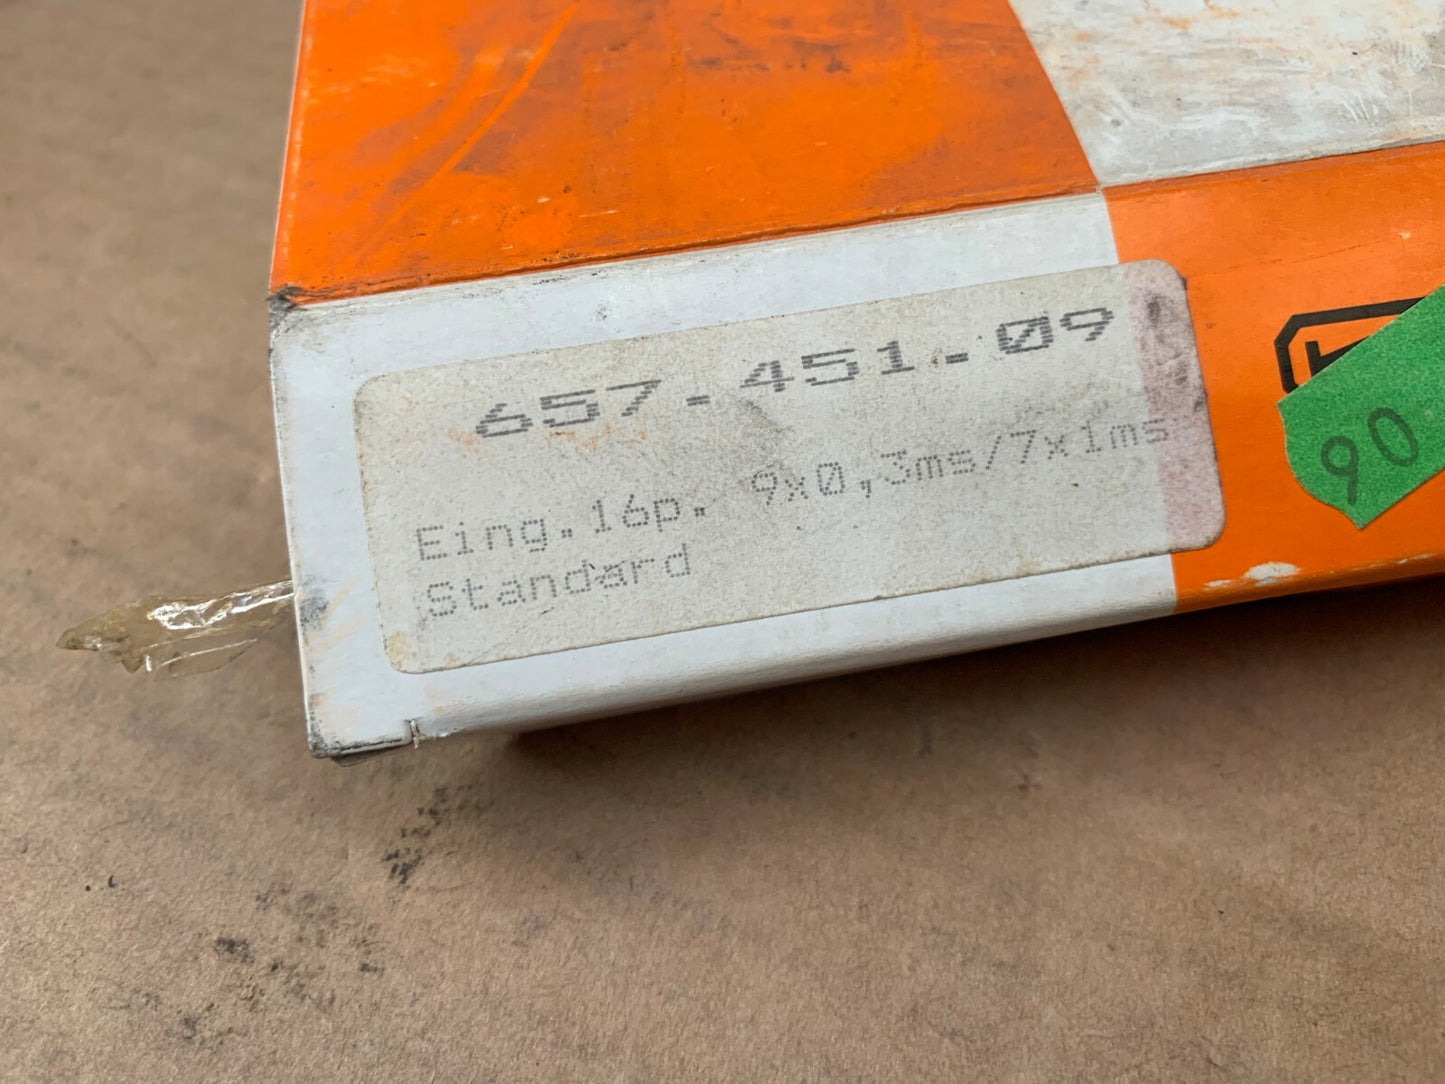 657.451.09
Eing.16p. 9x0,3ms/7x1ms
Standard
90